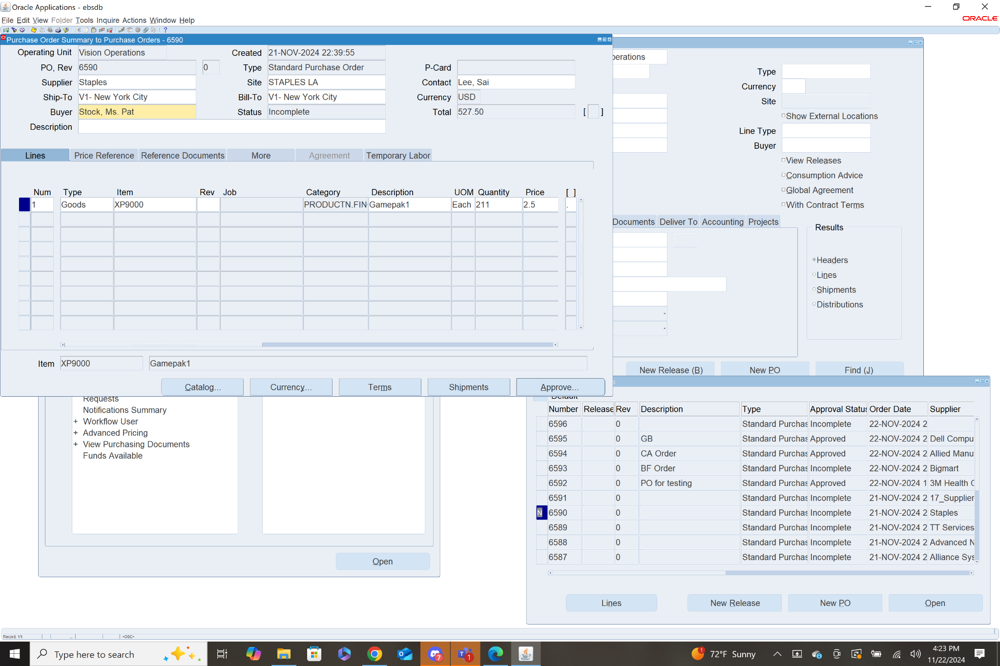 Oracle Applications - ebsdb
File Edit View Folder Tools Inquire Actions Window Help
ORACLE
Purchase Order Summary to Purchase Orders - 6590
Operating Unit Vision Operations Created 21-NOV-2024 22:39:55
PO, Rev 6590 0 Type Standard Purchase Order P-Card
Supplier Staples Site STAPLES LA Contact Lee, Sai
Ship-To V1- New York City Bill-To V1- New York City Currency USD
Buyer Stock, Ms. Pat Status Incomplete Total 527.50 [ ]
Description
Lines Price Reference Reference Documents More Agreement Temporary Labor
Num Type Item Rev Job Category Description UOM Quantity Price [ ]
1 Goods XP9000 PRODUCTN.FIN Gamepak1 Each 211 2.5 .
Item XP9000 Gamepak1
Catalog... Currency... Terms Shipments Approve...
perations
Type
Currency
Site
Show External Locations
Line Type
Buyer
View Releases
Consumption Advice
Global Agreement
With Contract Terms
Documents Deliver To Accounting Projects
Results
Headers
Lines
Shipments
Distributions
New Release (B) New PO Find (J)
Requests
Notifications Summary
+ Workflow User
+ Advanced Pricing
+ View Purchasing Documents
Funds Available
Open
Default
Number Release Rev Description Type Approval Status Order Date Supplier
6596 0 Standard Purchas Incomplete 22-NOV-2024 2
6595 0 GB Standard Purchas Approved 22-NOV-2024 2 Dell Compu
6594 0 CA Order Standard Purchas Approved 22-NOV-2024 2 Allied Manu
6593 0 BF Order Standard Purchas Incomplete 22-NOV-2024 2 Bigmart
6592 0 PO for testing Standard Purchas Approved 22-NOV-2024 1 3M Health C
6591 0 Standard Purchas Incomplete 21-NOV-2024 2 17_Supplier
N 6590 0 Standard Purchas Incomplete 21-NOV-2024 2 Staples
6589 0 Standard Purchas Incomplete 21-NOV-2024 2 TT Services
6588 0 Standard Purchas Incomplete 21-NOV-2024 2 Advanced N
6587 0 Standard Purchas Incomplete 21-NOV-2024 2 Alliance Sys
Lines New Release New PO Open
Record: 1/1 ... <OSC>
Type here to search
7
1
1
72°F Sunny
4:23 PM
11/22/2024